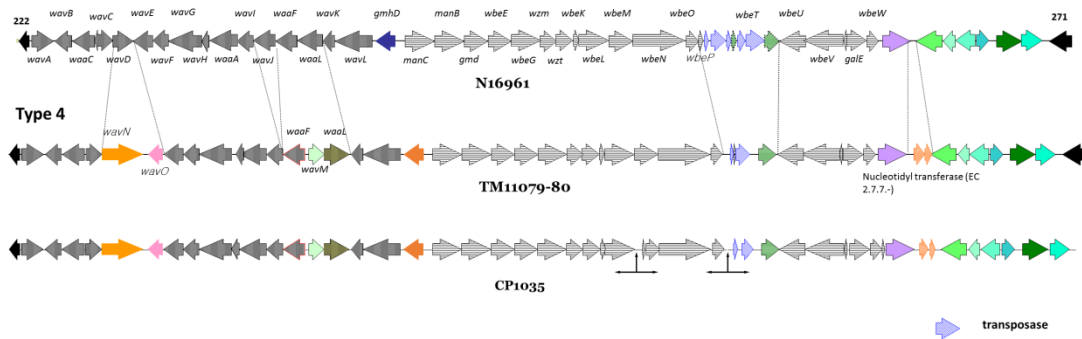 wavB wavC wavE wavG wavI waaF wavK gmhD manB wbeE wzm wbeK wbeM wbeO wbeT wbeU wbeW
222 271
wavA waaC wavD wavF wavH waaA wavJ waaL wavL manC gmd wbeG wzt wbeL wbeN wbeP wbeV galE
N16961
Type 4
wavN waaF waaL
wavO wavM
Nucleotidyl transferase (EC
2.7.7.-)
TM11079-80
CP1035
transposase